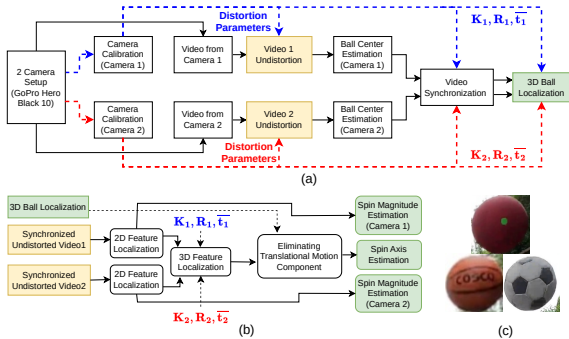 Distortion
Parameters
K₁, R₁, t̄₁
2 Camera
Setup
(GoPro Hero
Black 10)
Camera
Calibration
(Camera 1)
Video from
Camera 1
Video 1
Undistortion
Ball Center
Estimation
(Camera 1)
Video
Synchronization
3D Ball
Localization
Camera
Calibration
(Camera 2)
Video from
Camera 2
Video 2
Undistortion
Ball Center
Estimation
(Camera 2)
Distortion
Parameters
K₂, R₂, t̄₂
(a)
3D Ball Localization
Synchronized
Undistorted Video1
Synchronized
Undistorted Video2
2D Feature
Localization
2D Feature
Localization
K₁, R₁, t̄₁
3D Feature
Localization
K₂, R₂, t̄₂
Eliminating
Translational Motion
Component
Spin Magnitude
Estimation
(Camera 1)
Spin Axis
Estimation
Spin Magnitude
Estimation
(Camera 2)
(b)
COSCO
(c)